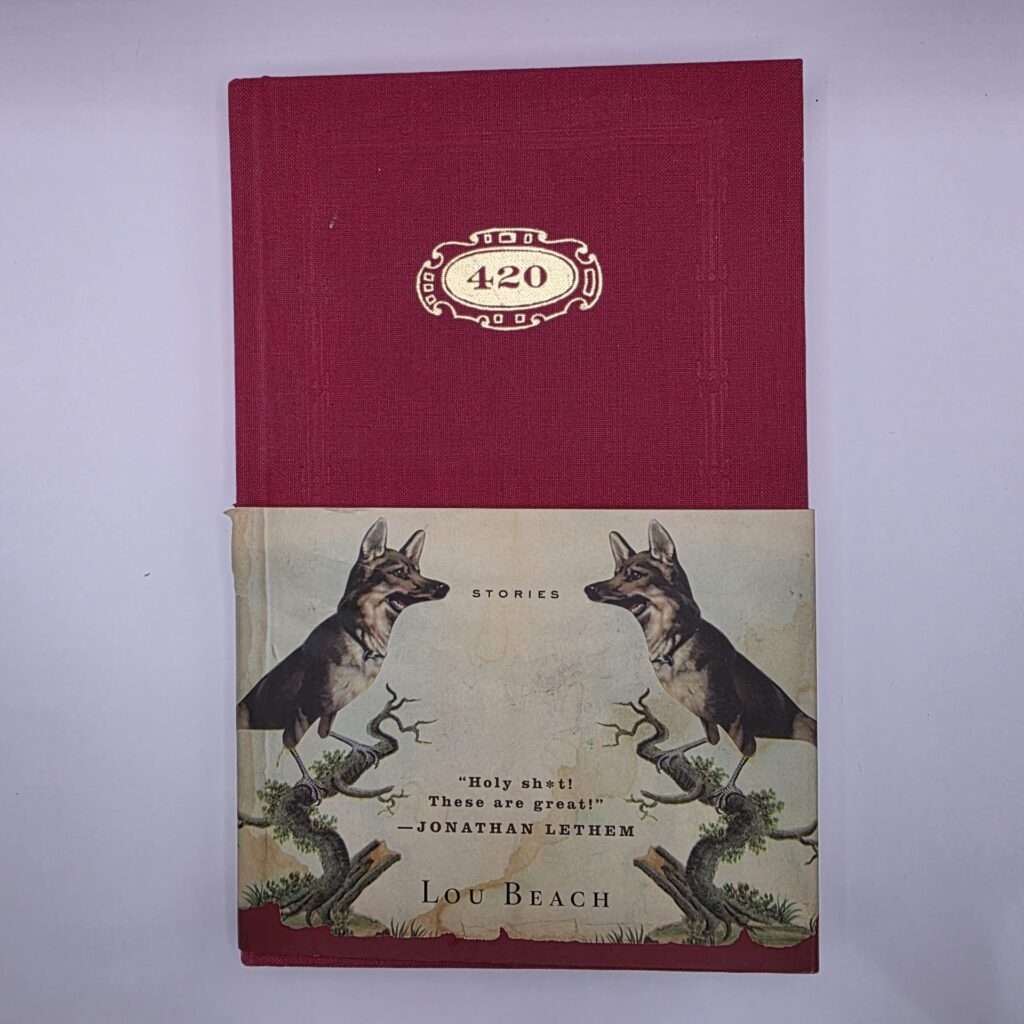 420
STORIES
“Holy sh*t!
These are great!”
—JONATHAN LETHEM
LOU BEACH